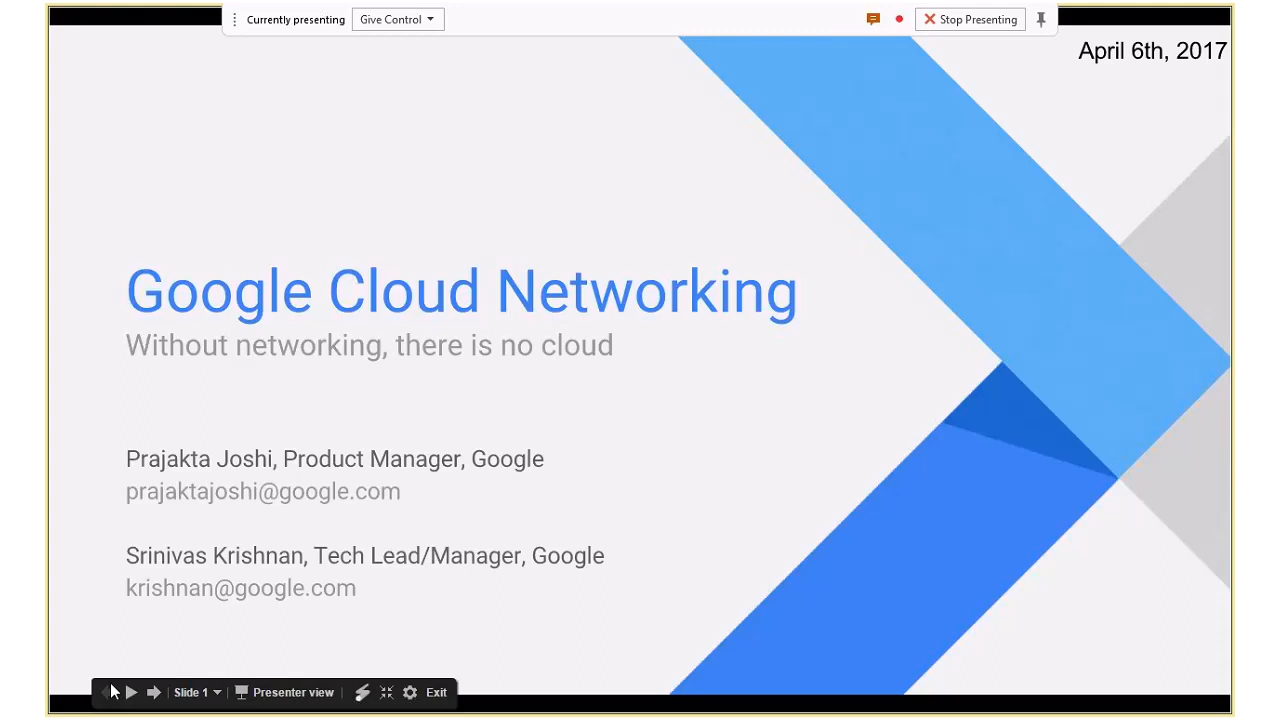 Currently presenting
Give Control
Stop Presenting
April 6th, 2017
Google Cloud Networking
Without networking, there is no cloud
Prajakta Joshi, Product Manager, Google
prajaktajoshi@google.com
Srinivas Krishnan, Tech Lead/Manager, Google
krishnan@google.com
Slide 1
Presenter view
Exit